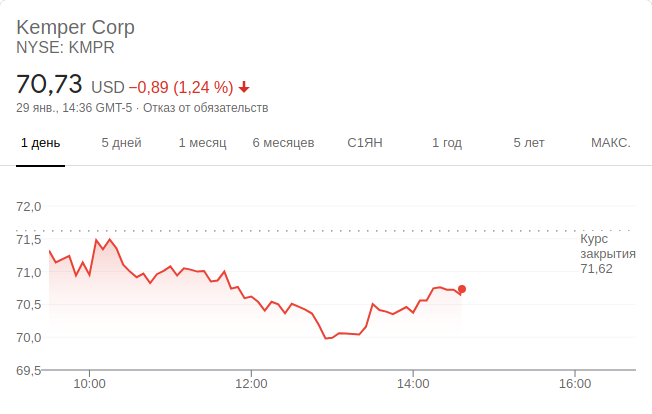 Kemper Corp
NYSE: KMPR
70,73 USD −0,89 (1,24 %)
29 янв., 14:36 GMT-5 · Отказ от обязательств
1 день 5 дней 1 месяц 6 месяцев С1ЯН 1 год 5 лет МАКС.
72,0
71,5
71,0
70,5
70,0
69,5
Курс
закрытия
71,62
10:00 12:00 14:00 16:00